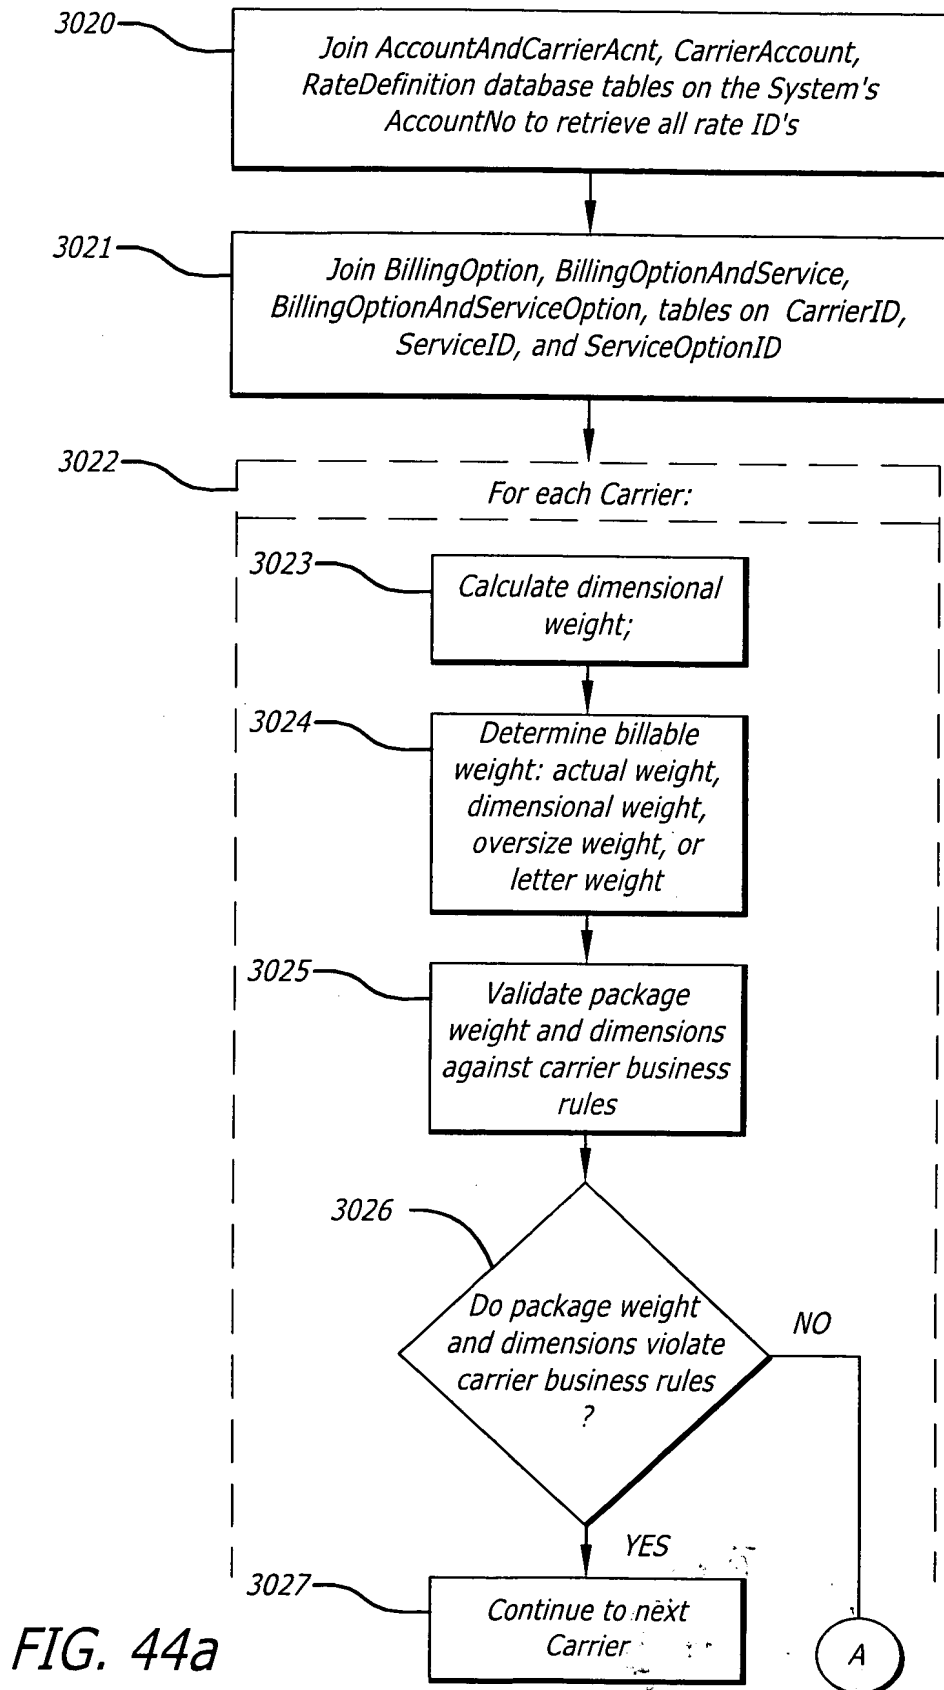 3020
Join AccountAndCarrierAcnt, CarrierAccount,
RateDefinition database tables on the System's
AccountNo to retrieve all rate ID's
3021
Join BillingOption, BillingOptionAndService,
BillingOptionAndServiceOption, tables on CarrierID,
ServiceID, and ServiceOptionID
3022
For each Carrier:
3023
Calculate dimensional
weight;
3024
Determine billable
weight: actual weight,
dimensional weight,
oversize weight, or
letter weight
3025
Validate package
weight and dimensions
against carrier business
rules
3026
Do package weight
and dimensions violate
carrier business rules
?
NO
YES
3027
Continue to next
Carrier
A
FIG. 44a